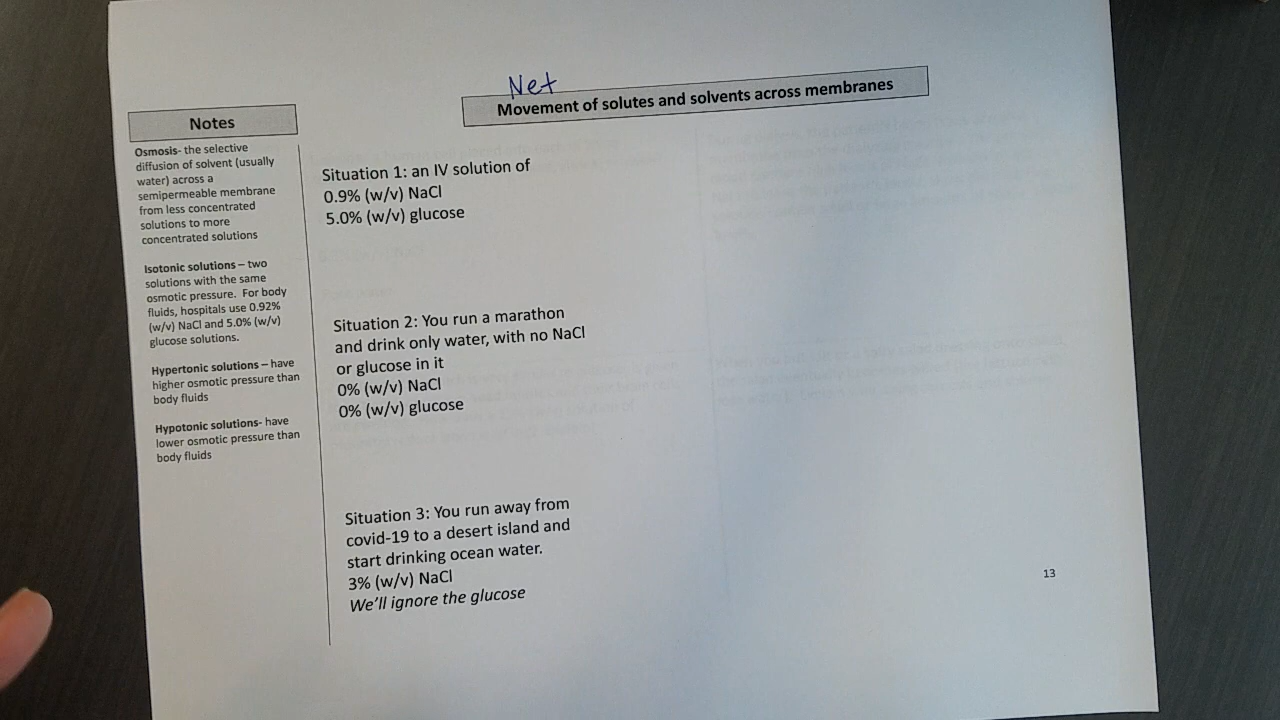 Net
Movement of solutes and solvents across membranes
Notes
Osmosis- the selective
diffusion of solvent (usually
water) across a
semipermeable membrane
from less concentrated
solutions to more
concentrated solutions
Isotonic solutions – two
solutions with the same
osmotic pressure. For body
fluids, hospitals use 0.92%
(w/v) NaCl and 5.0% (w/v)
glucose solutions.
Hypertonic solutions – have
higher osmotic pressure than
body fluids
Hypotonic solutions- have
lower osmotic pressure than
body fluids
Situation 1: an IV solution of
0.9% (w/v) NaCl
5.0% (w/v) glucose
Situation 2: You run a marathon
and drink only water, with no NaCl
or glucose in it
0% (w/v) NaCl
0% (w/v) glucose
Situation 3: You run away from
covid-19 to a desert island and
start drinking ocean water.
3% (w/v) NaCl
We'll ignore the glucose
13